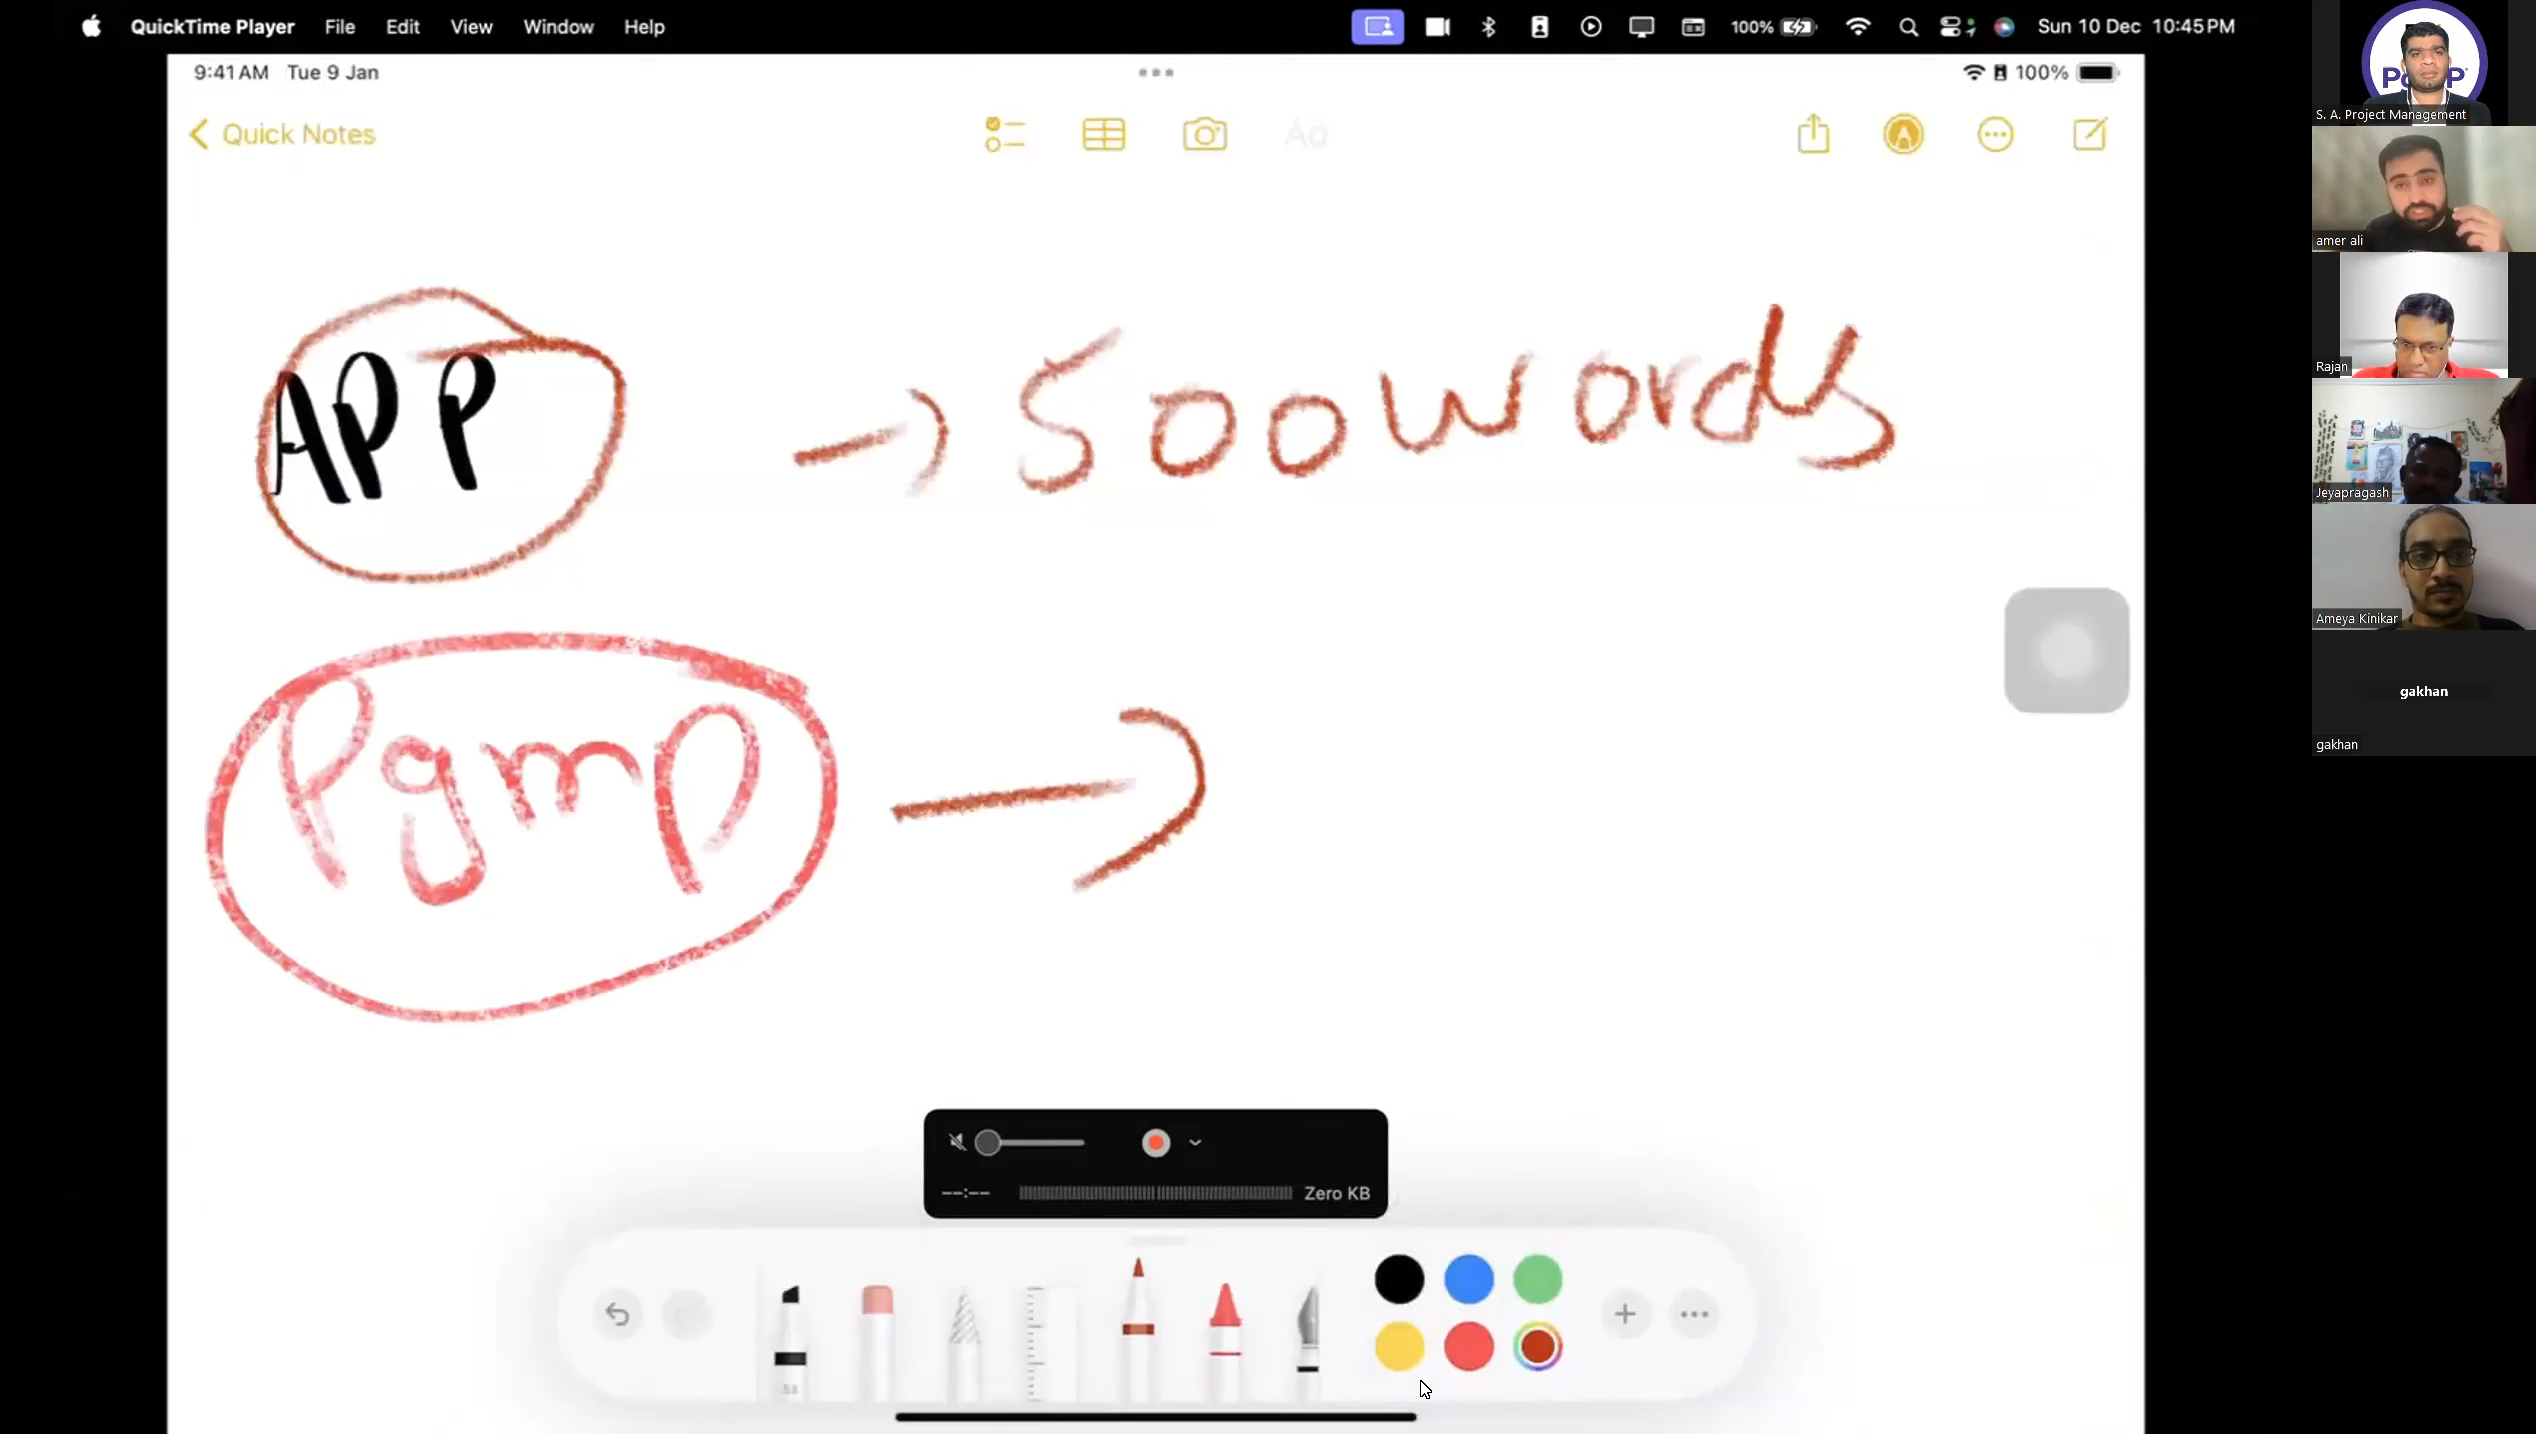 QuickTime Player File Edit View Window Help 100% Sun 10 Dec 10:45 PM
9:41 AM Tue 9 Jan 100%
Quick Notes Aa
APP → 500 words
Pgmp →
--:-- Zero KB
S. A. Project Management
amer ali
Rajan
Jeyapragash
Ameya Kinikar
gakhan
gakhan